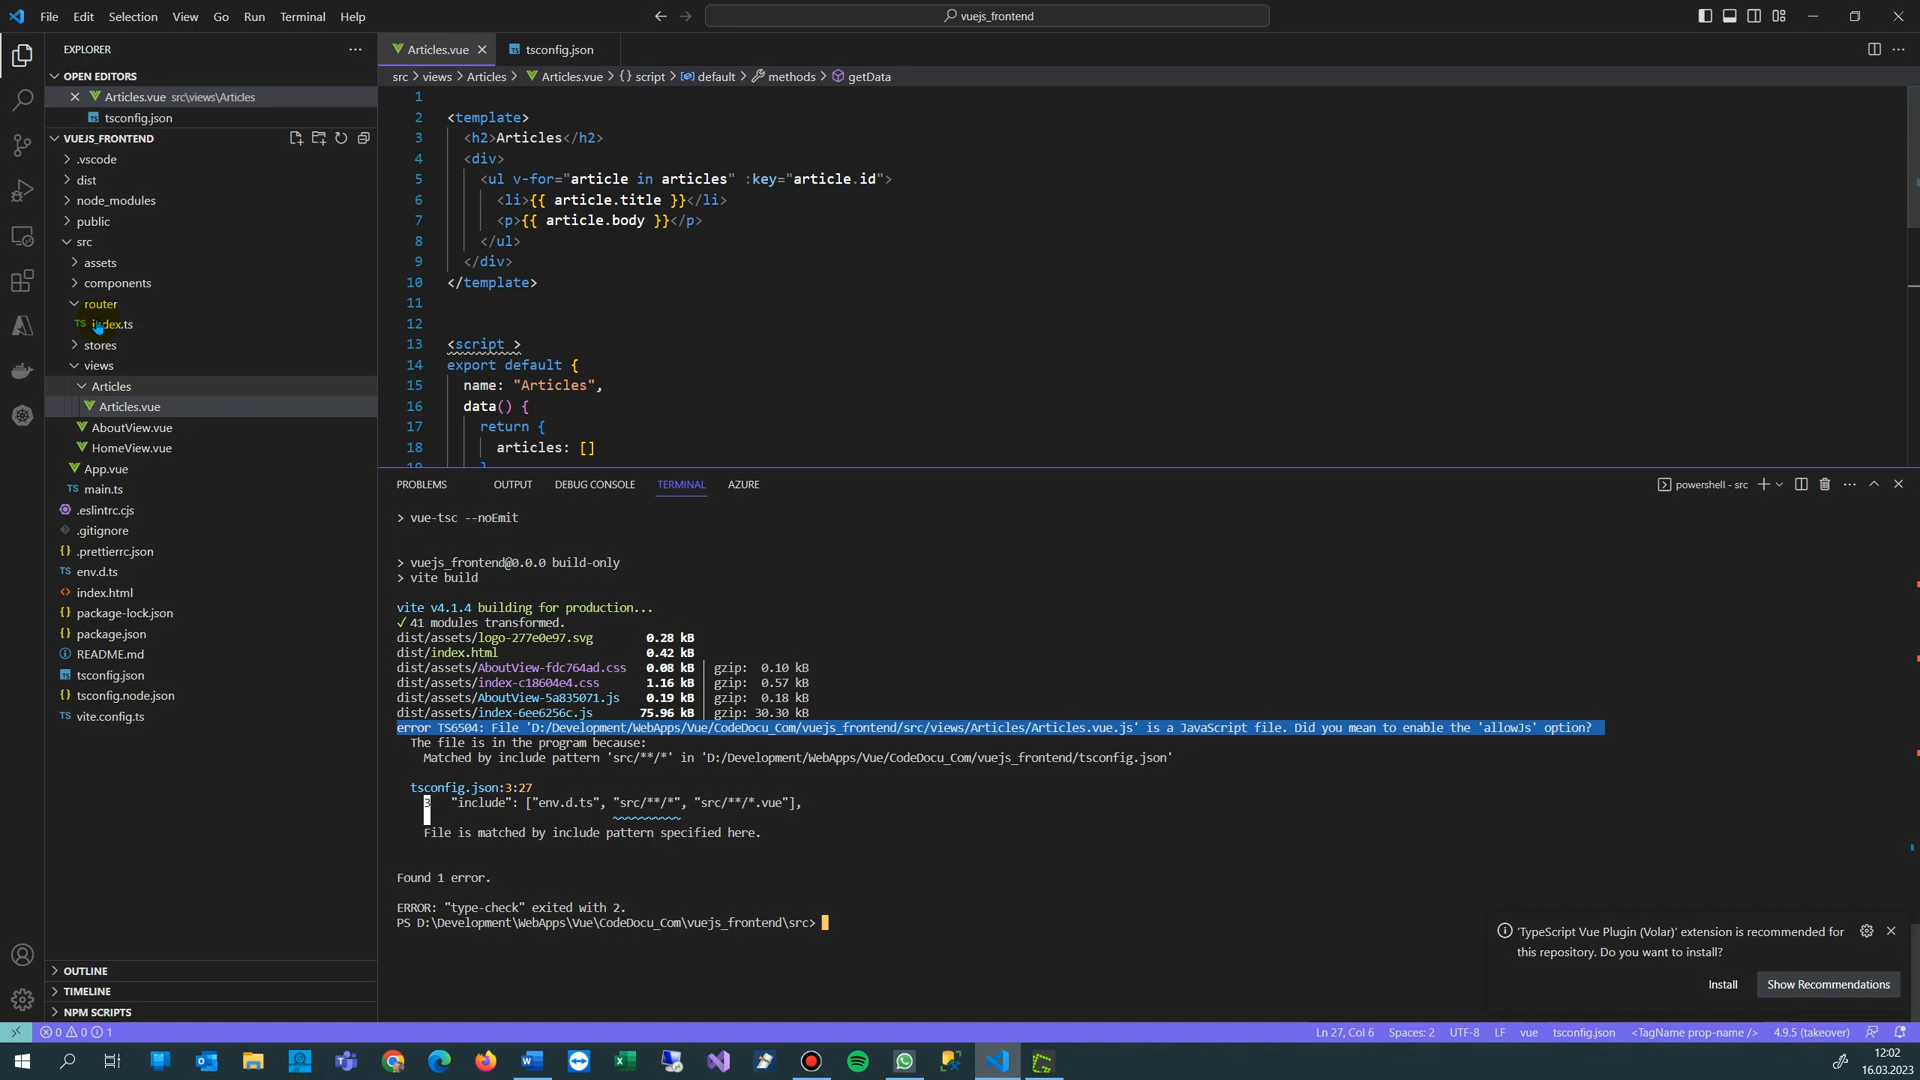 File Edit Selection View Go Run Terminal Help
vuejs_frontend
EXPLORER
OPEN EDITORS
Articles.vue src\views\Articles
tsconfig.json
VUEJS_FRONTEND
.vscode
dist
node_modules
public
src
assets
components
router
TS index.ts
stores
views
Articles
Articles.vue
AboutView.vue
HomeView.vue
App.vue
TS main.ts
.eslintrc.cjs
.gitignore
{} .prettierrc.json
TS env.d.ts
<> index.html
{} package-lock.json
{} package.json
README.md
tsconfig.json
{} tsconfig.node.json
TS vite.config.ts
OUTLINE
TIMELINE
NPM SCRIPTS
Articles.vue
tsconfig.json
src > views > Articles > Articles.vue > {} script > default > methods > getData
1
2 <template>
3 <h2>Articles</h2>
4 <div>
5 <ul v-for="article in articles" :key="article.id">
6 <li>{{ article.title }}</li>
7 <p>{{ article.body }}</p>
8 </ul>
9 </div>
10 </template>
11
12
13 <script >
14 export default {
15 name: "Articles",
16 data() {
17 return {
18 articles: []
19 }
PROBLEMS OUTPUT DEBUG CONSOLE TERMINAL AZURE
powershell - src
> vue-tsc --noEmit
> vuejs_frontend@0.0.0 build-only
> vite build
vite v4.1.4 building for production...
✓ 41 modules transformed.
dist/assets/logo-277e0e97.svg 0.28 kB
dist/index.html 0.42 kB
dist/assets/AboutView-fdc764ad.css 0.08 kB | gzip: 0.10 kB
dist/assets/index-c18604e4.css 1.16 kB | gzip: 0.57 kB
dist/assets/AboutView-5a835071.js 0.19 kB | gzip: 0.18 kB
dist/assets/index-6ee6256c.js 75.96 kB | gzip: 30.30 kB
error TS6504: File 'D:/Development/WebApps/Vue/CodeDocu_Com/vuejs_frontend/src/views/Articles/Articles.vue.js' is a JavaScript file. Did you mean to enable the 'allowJs' option?
The file is in the program because:
Matched by include pattern 'src/**/*' in 'D:/Development/WebApps/Vue/CodeDocu_Com/vuejs_frontend/tsconfig.json'
tsconfig.json:3:27
3 "include": ["env.d.ts", "src/**/*", "src/**/*.vue"],
File is matched by include pattern specified here.
Found 1 error.
ERROR: "type-check" exited with 2.
PS D:\Development\WebApps\Vue\CodeDocu_Com\vuejs_frontend\src>
'TypeScript Vue Plugin (Volar)' extension is recommended for
this repository. Do you want to install?
Install
Show Recommendations
0 0 1
Ln 27, Col 6 Spaces: 2 UTF-8 LF vue tsconfig.json <TagName prop-name /> 4.9.5 (takeover)
12:02
16.03.2023